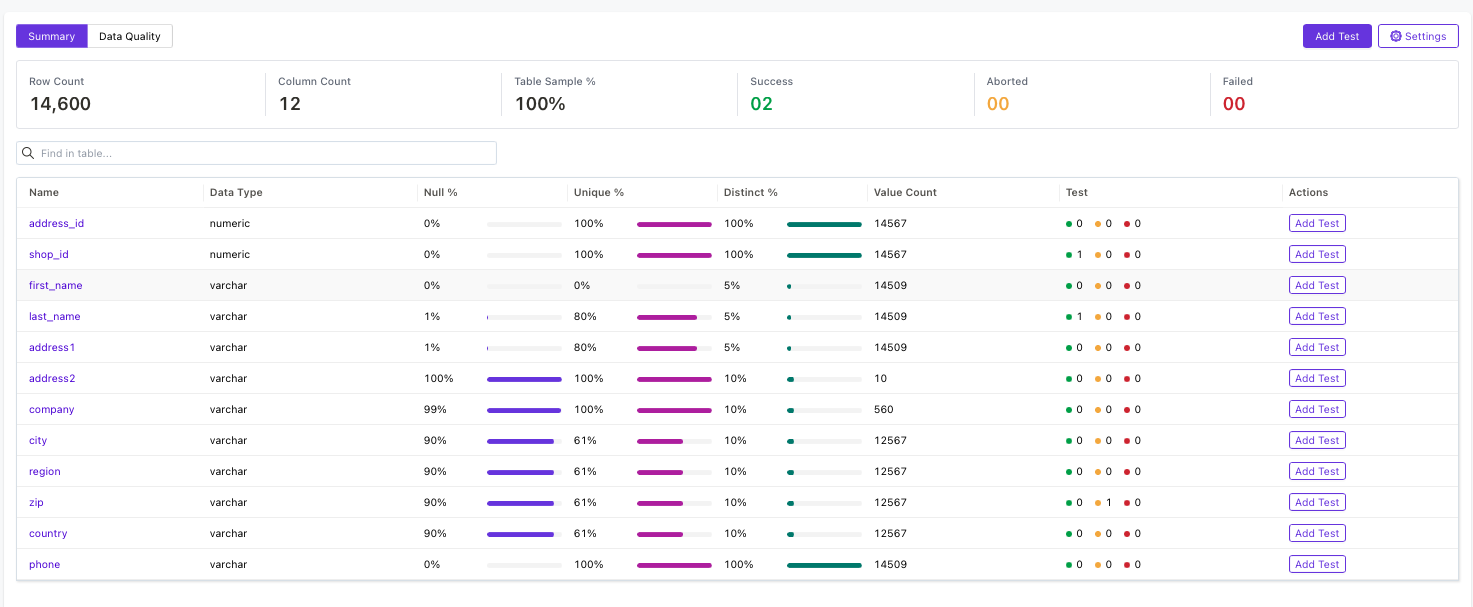 Summary Data Quality Add Test Settings
Row Count Column Count Table Sample % Success Aborted Failed
14,600 12 100% 02 00 00
Find in table...
Name Data Type Null % Unique % Distinct % Value Count Test Actions
address_id numeric 0% 100% 100% 14567 0 0 0 Add Test
shop_id numeric 0% 100% 100% 14567 1 0 0 Add Test
first_name varchar 0% 0% 5% 14509 0 0 0 Add Test
last_name varchar 1% 80% 5% 14509 1 0 0 Add Test
address1 varchar 1% 80% 5% 14509 0 0 0 Add Test
address2 varchar 100% 100% 10% 10 0 0 0 Add Test
company varchar 99% 100% 10% 560 0 0 0 Add Test
city varchar 90% 61% 10% 12567 0 0 0 Add Test
region varchar 90% 61% 10% 12567 0 0 0 Add Test
zip varchar 90% 61% 10% 12567 0 1 0 Add Test
country varchar 90% 61% 10% 12567 0 0 0 Add Test
phone varchar 0% 100% 100% 14509 0 0 0 Add Test